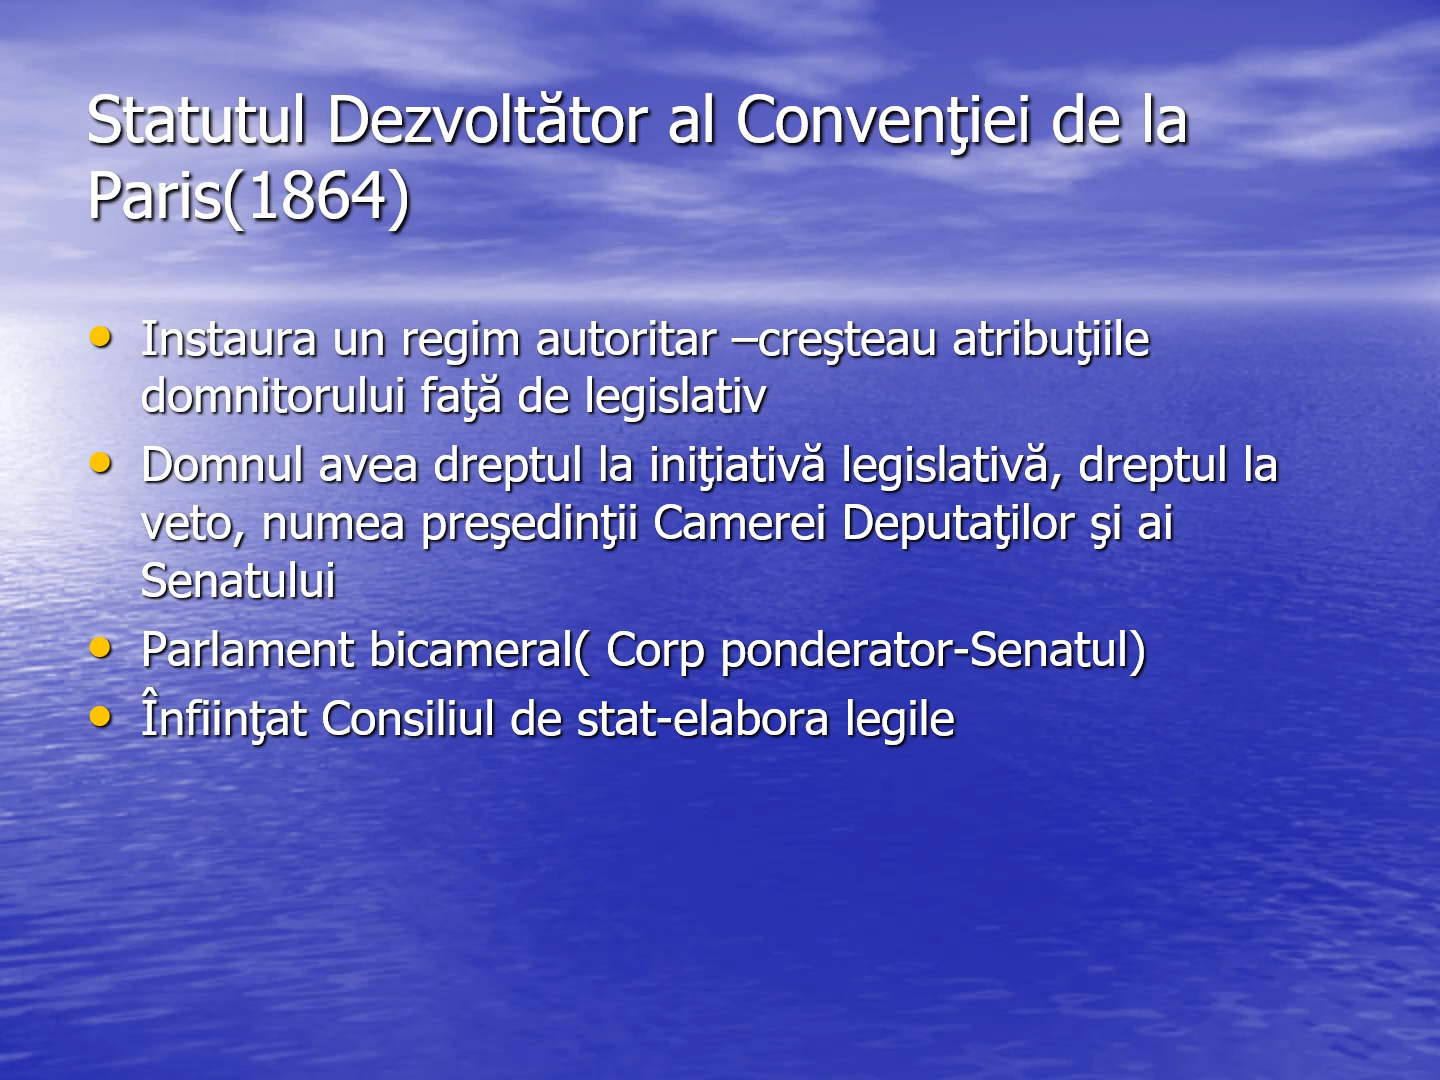 Statutul Dezvoltător al Convenţiei de la
Paris(1864)
• Instaura un regim autoritar –creşteau atribuţiile
domnitorului faţă de legislativ
• Domnul avea dreptul la iniţiativă legislativă, dreptul la
veto, numea preşedinţii Camerei Deputaţilor şi ai
Senatului
• Parlament bicameral( Corp ponderator-Senatul)
• Înfiinţat Consiliul de stat-elabora legile